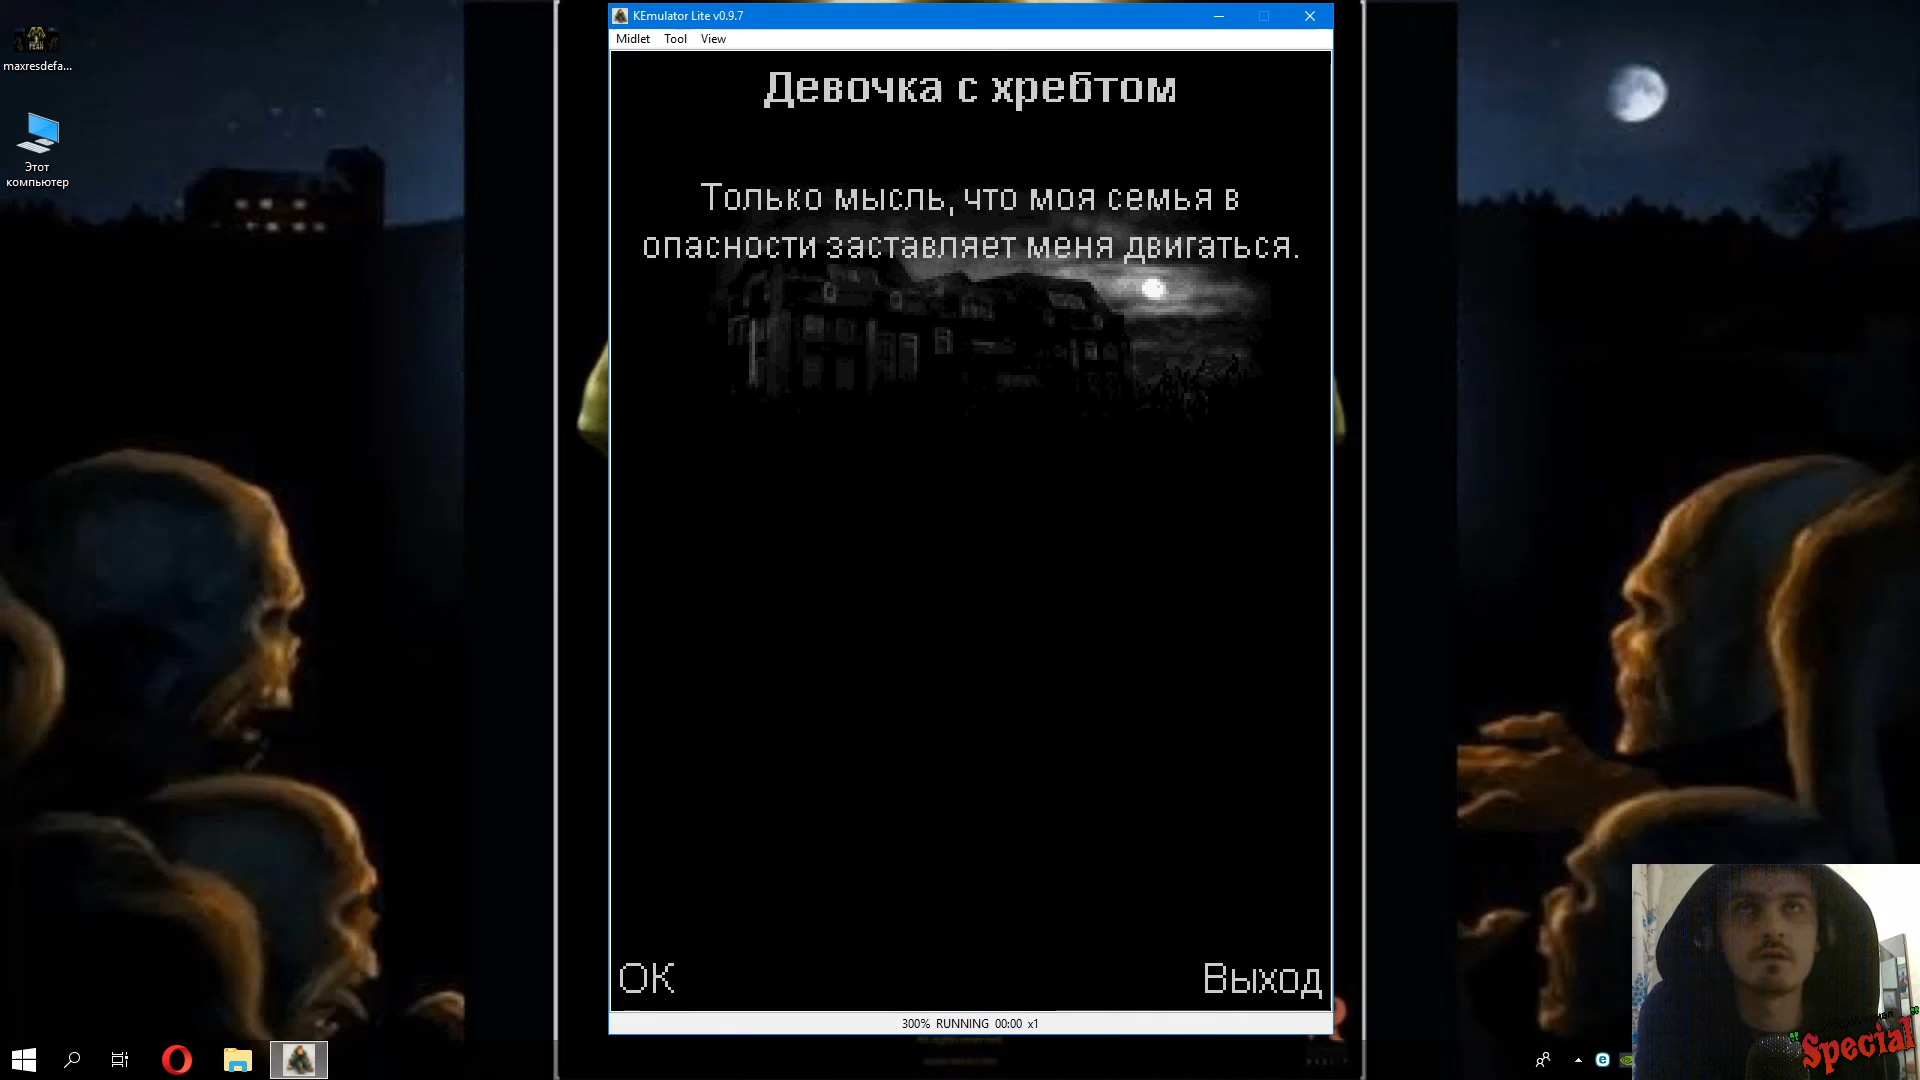 KEmulator Lite v0.9.7
Midlet Tool View
maxresdefa...
Этот
компьютер
Девочка с хребтом
Только мысль, что моя семья в
опасности заставляет меня двигаться.
ОК
Выход
300% RUNNING 00:00 x1
"Special"